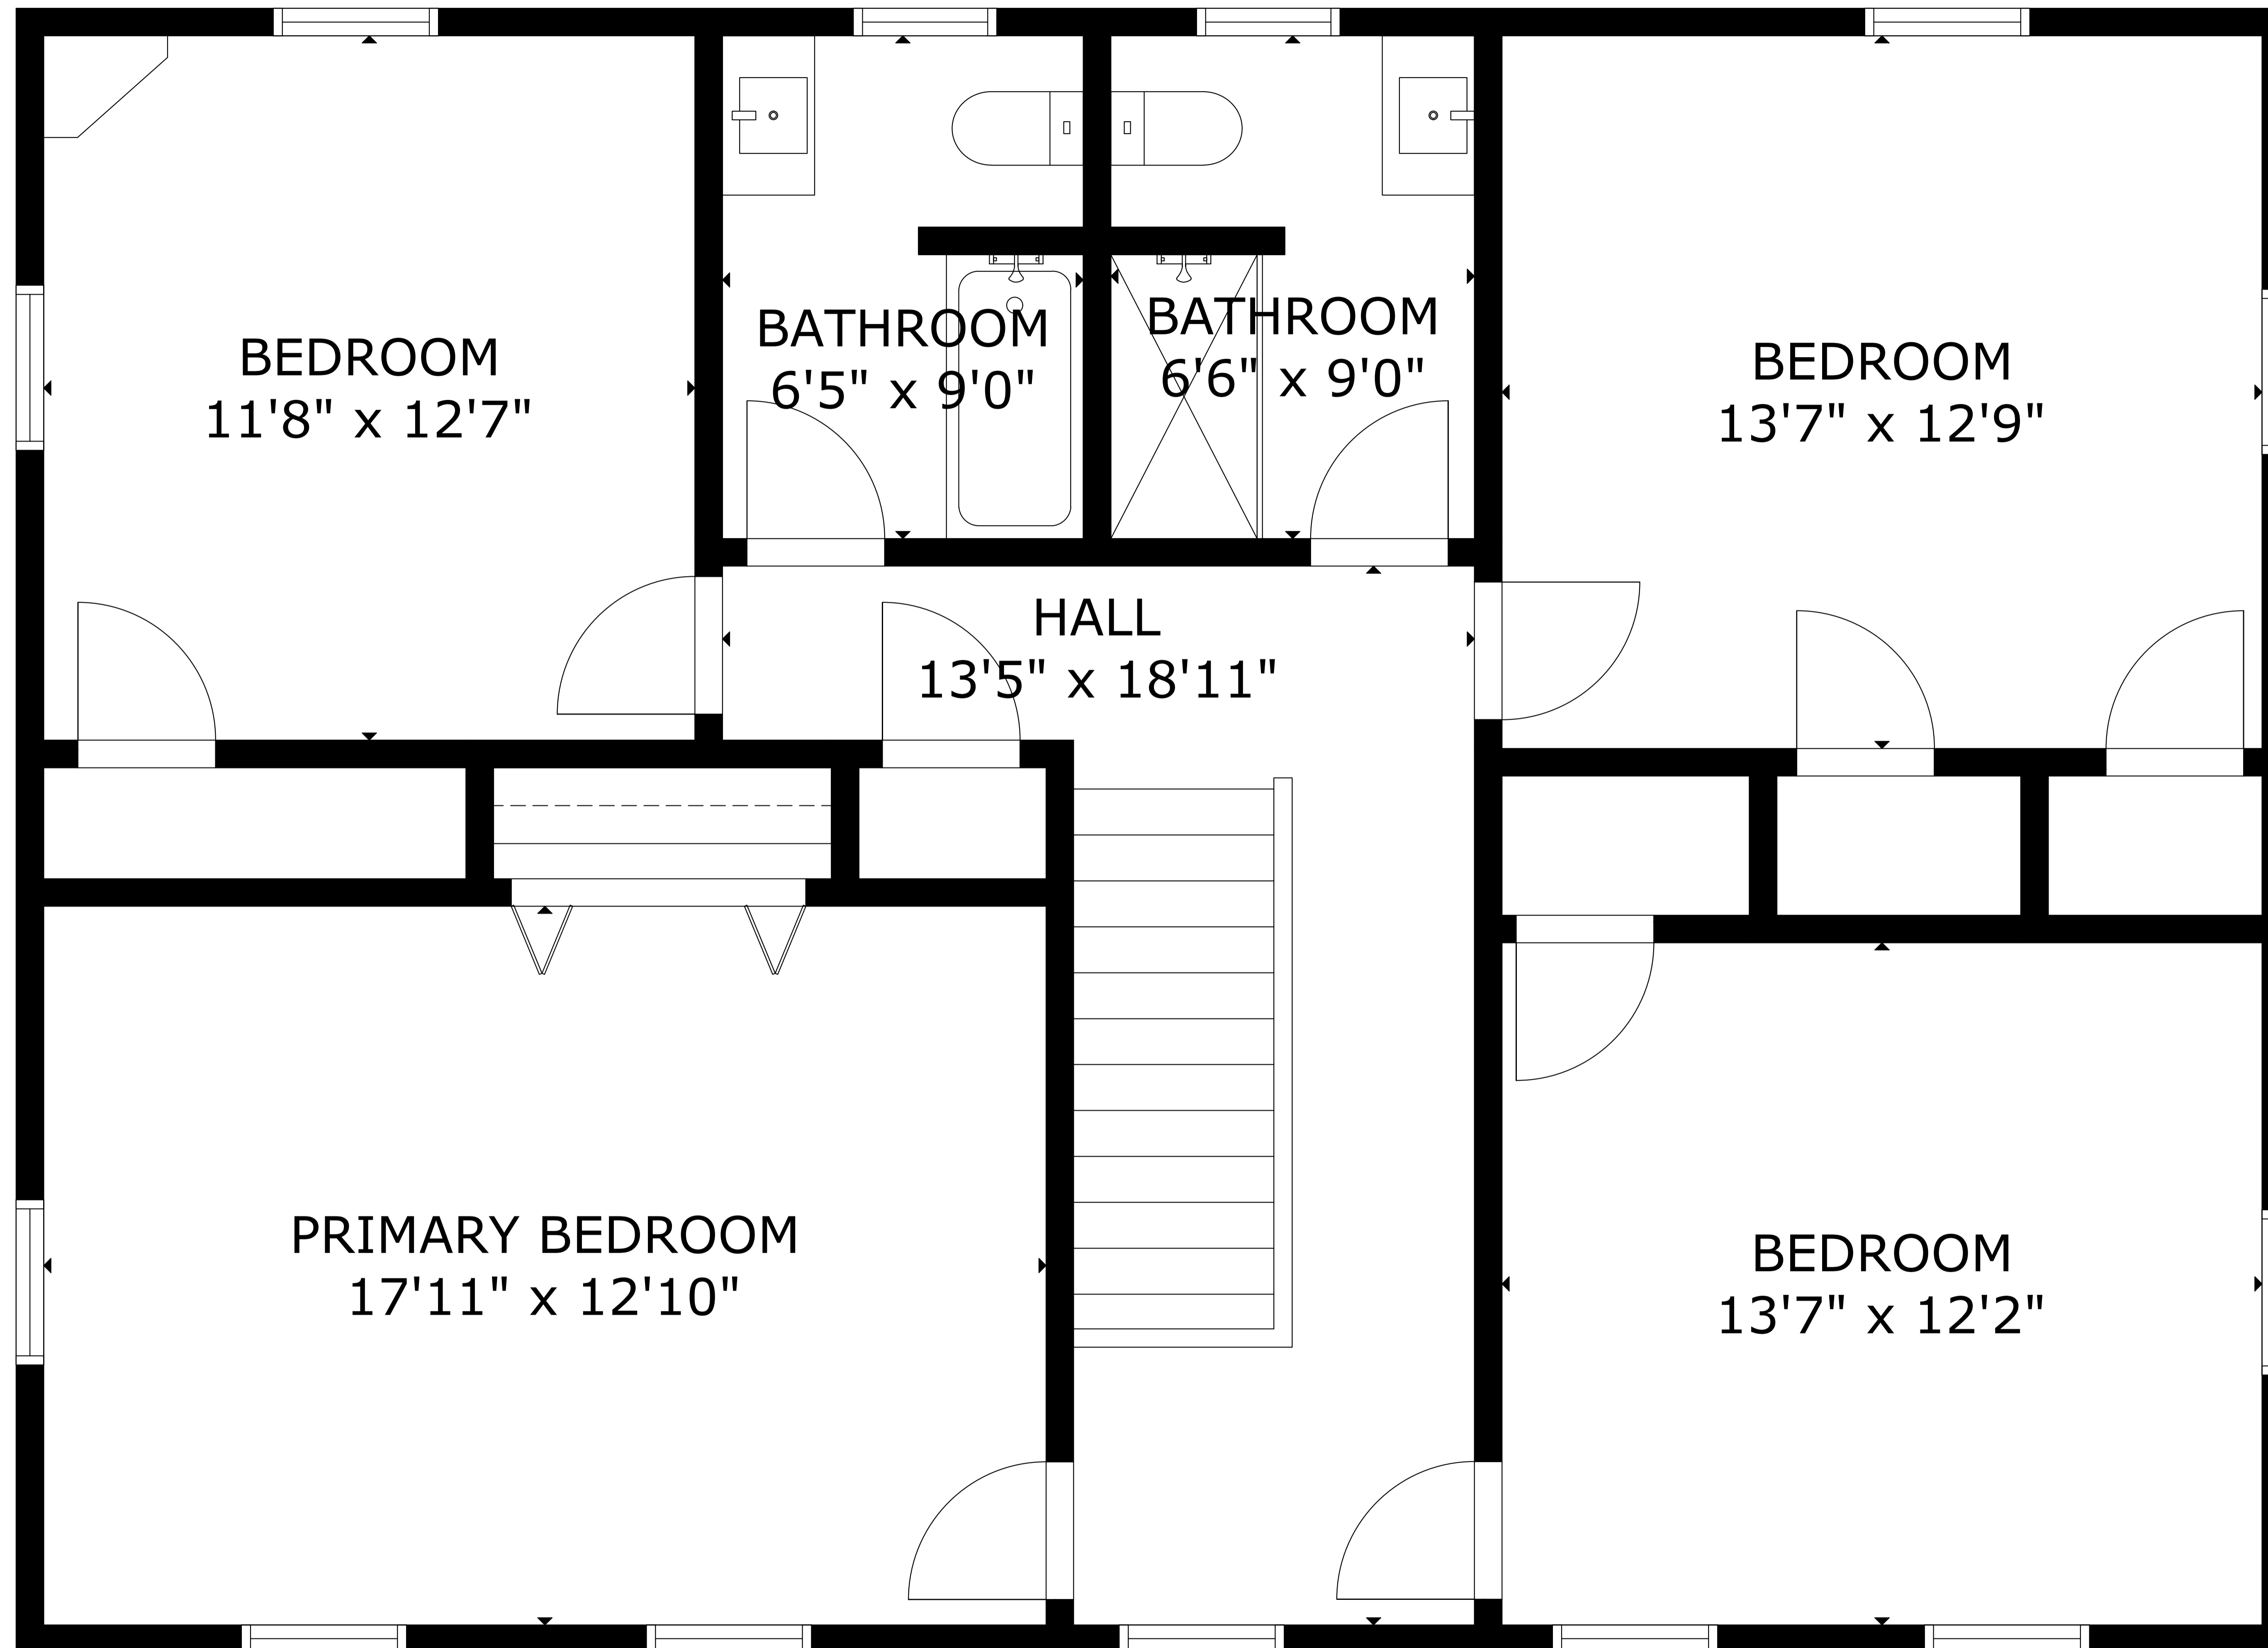 BEDROOM
11'8" x 12'7"
BATHROOM
6'5" x 9'0"
BATHROOM
6'6" x 9'0"
BEDROOM
13'7" x 12'9"
HALL
13'5" x 18'11"
PRIMARY BEDROOM
17'11" x 12'10"
BEDROOM
13'7" x 12'2"